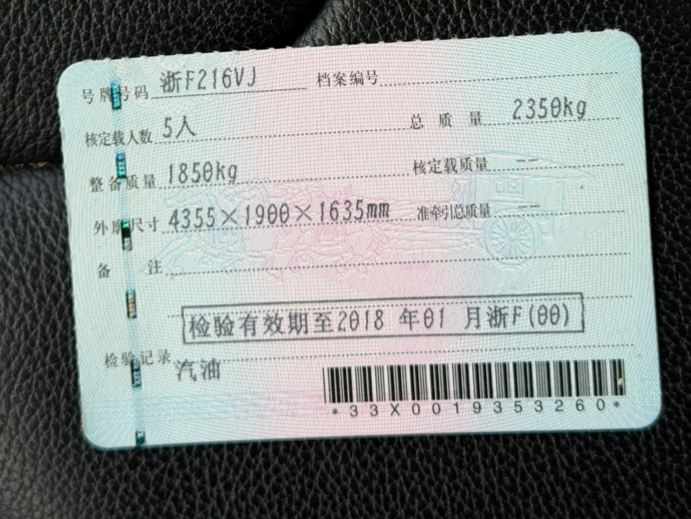 号牌号码 浙F216VJ 档案编号
核定载人数 5人 总质量 2350kg
整备质量 1850kg 核定载质量 --
外廓尺寸 4355×1900×1635mm 准牵引总质量 --
备注
检验有效期至2018 年01 月浙F(00)
检验记录
汽油
*33X0019353260*